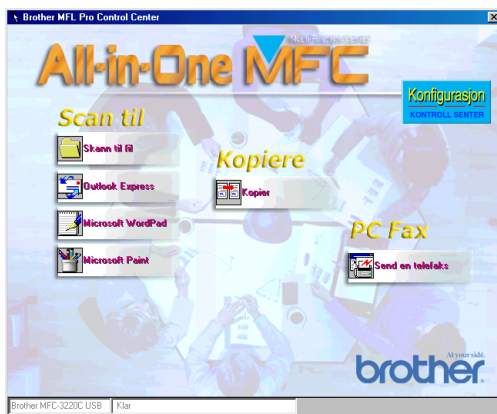 Brother MFL Pro Control Center
All-in-One MFC
Konfigurasjon
KONTROLL SENTER
Scan til
Skann til fil
Outlook Express
Microsoft WordPad
Microsoft Paint
Kopiere
Kopier
PC Fax
Send en telefaks
At your side.
brother
Brother MFC-3220C USB
Klar